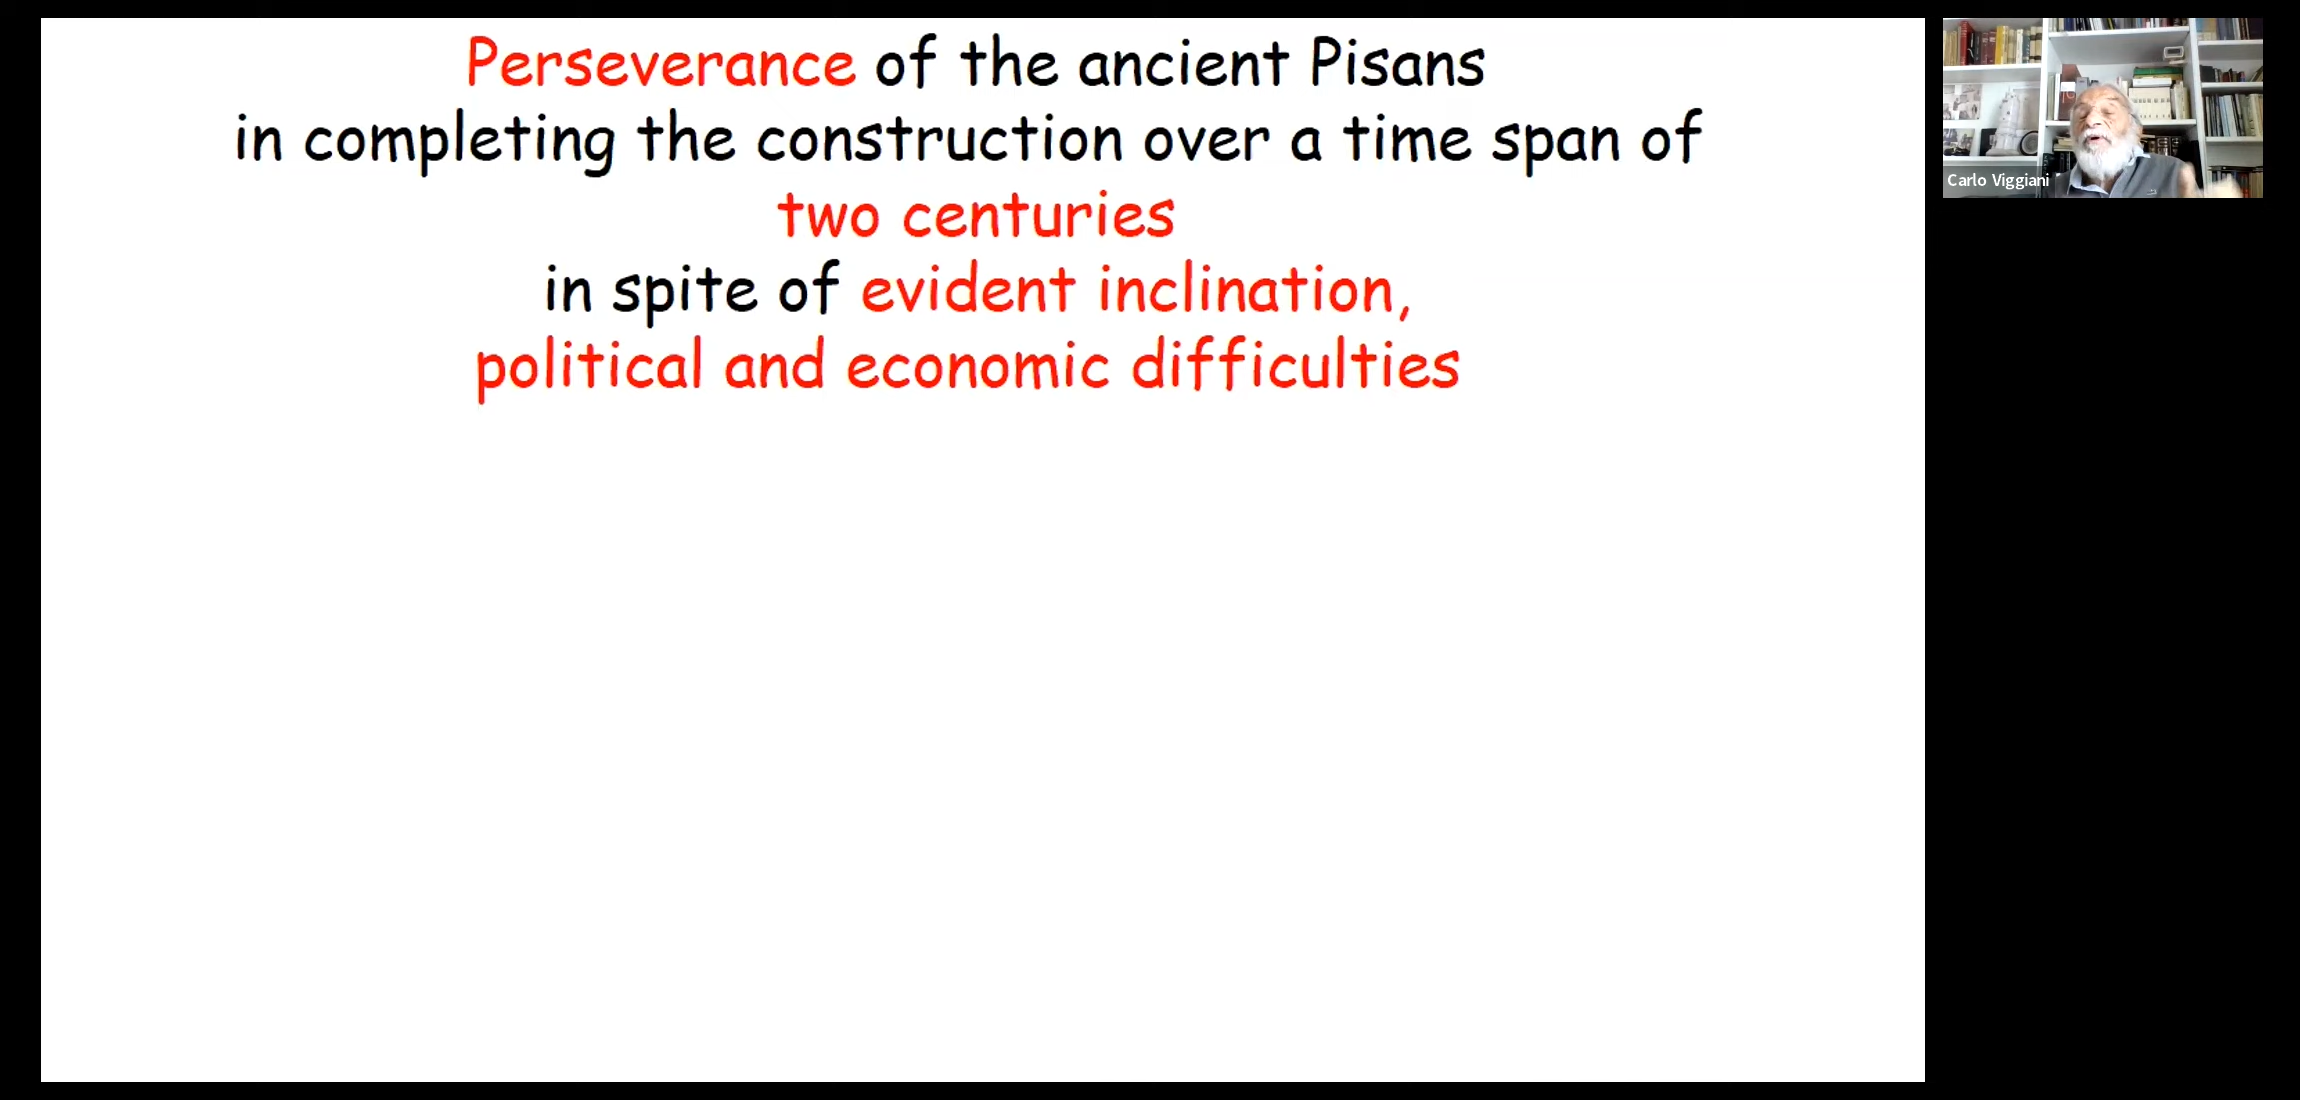 Perseverance of the ancient Pisans
in completing the construction over a time span of
two centuries
in spite of evident inclination,
political and economic difficulties
Carlo Viggiani